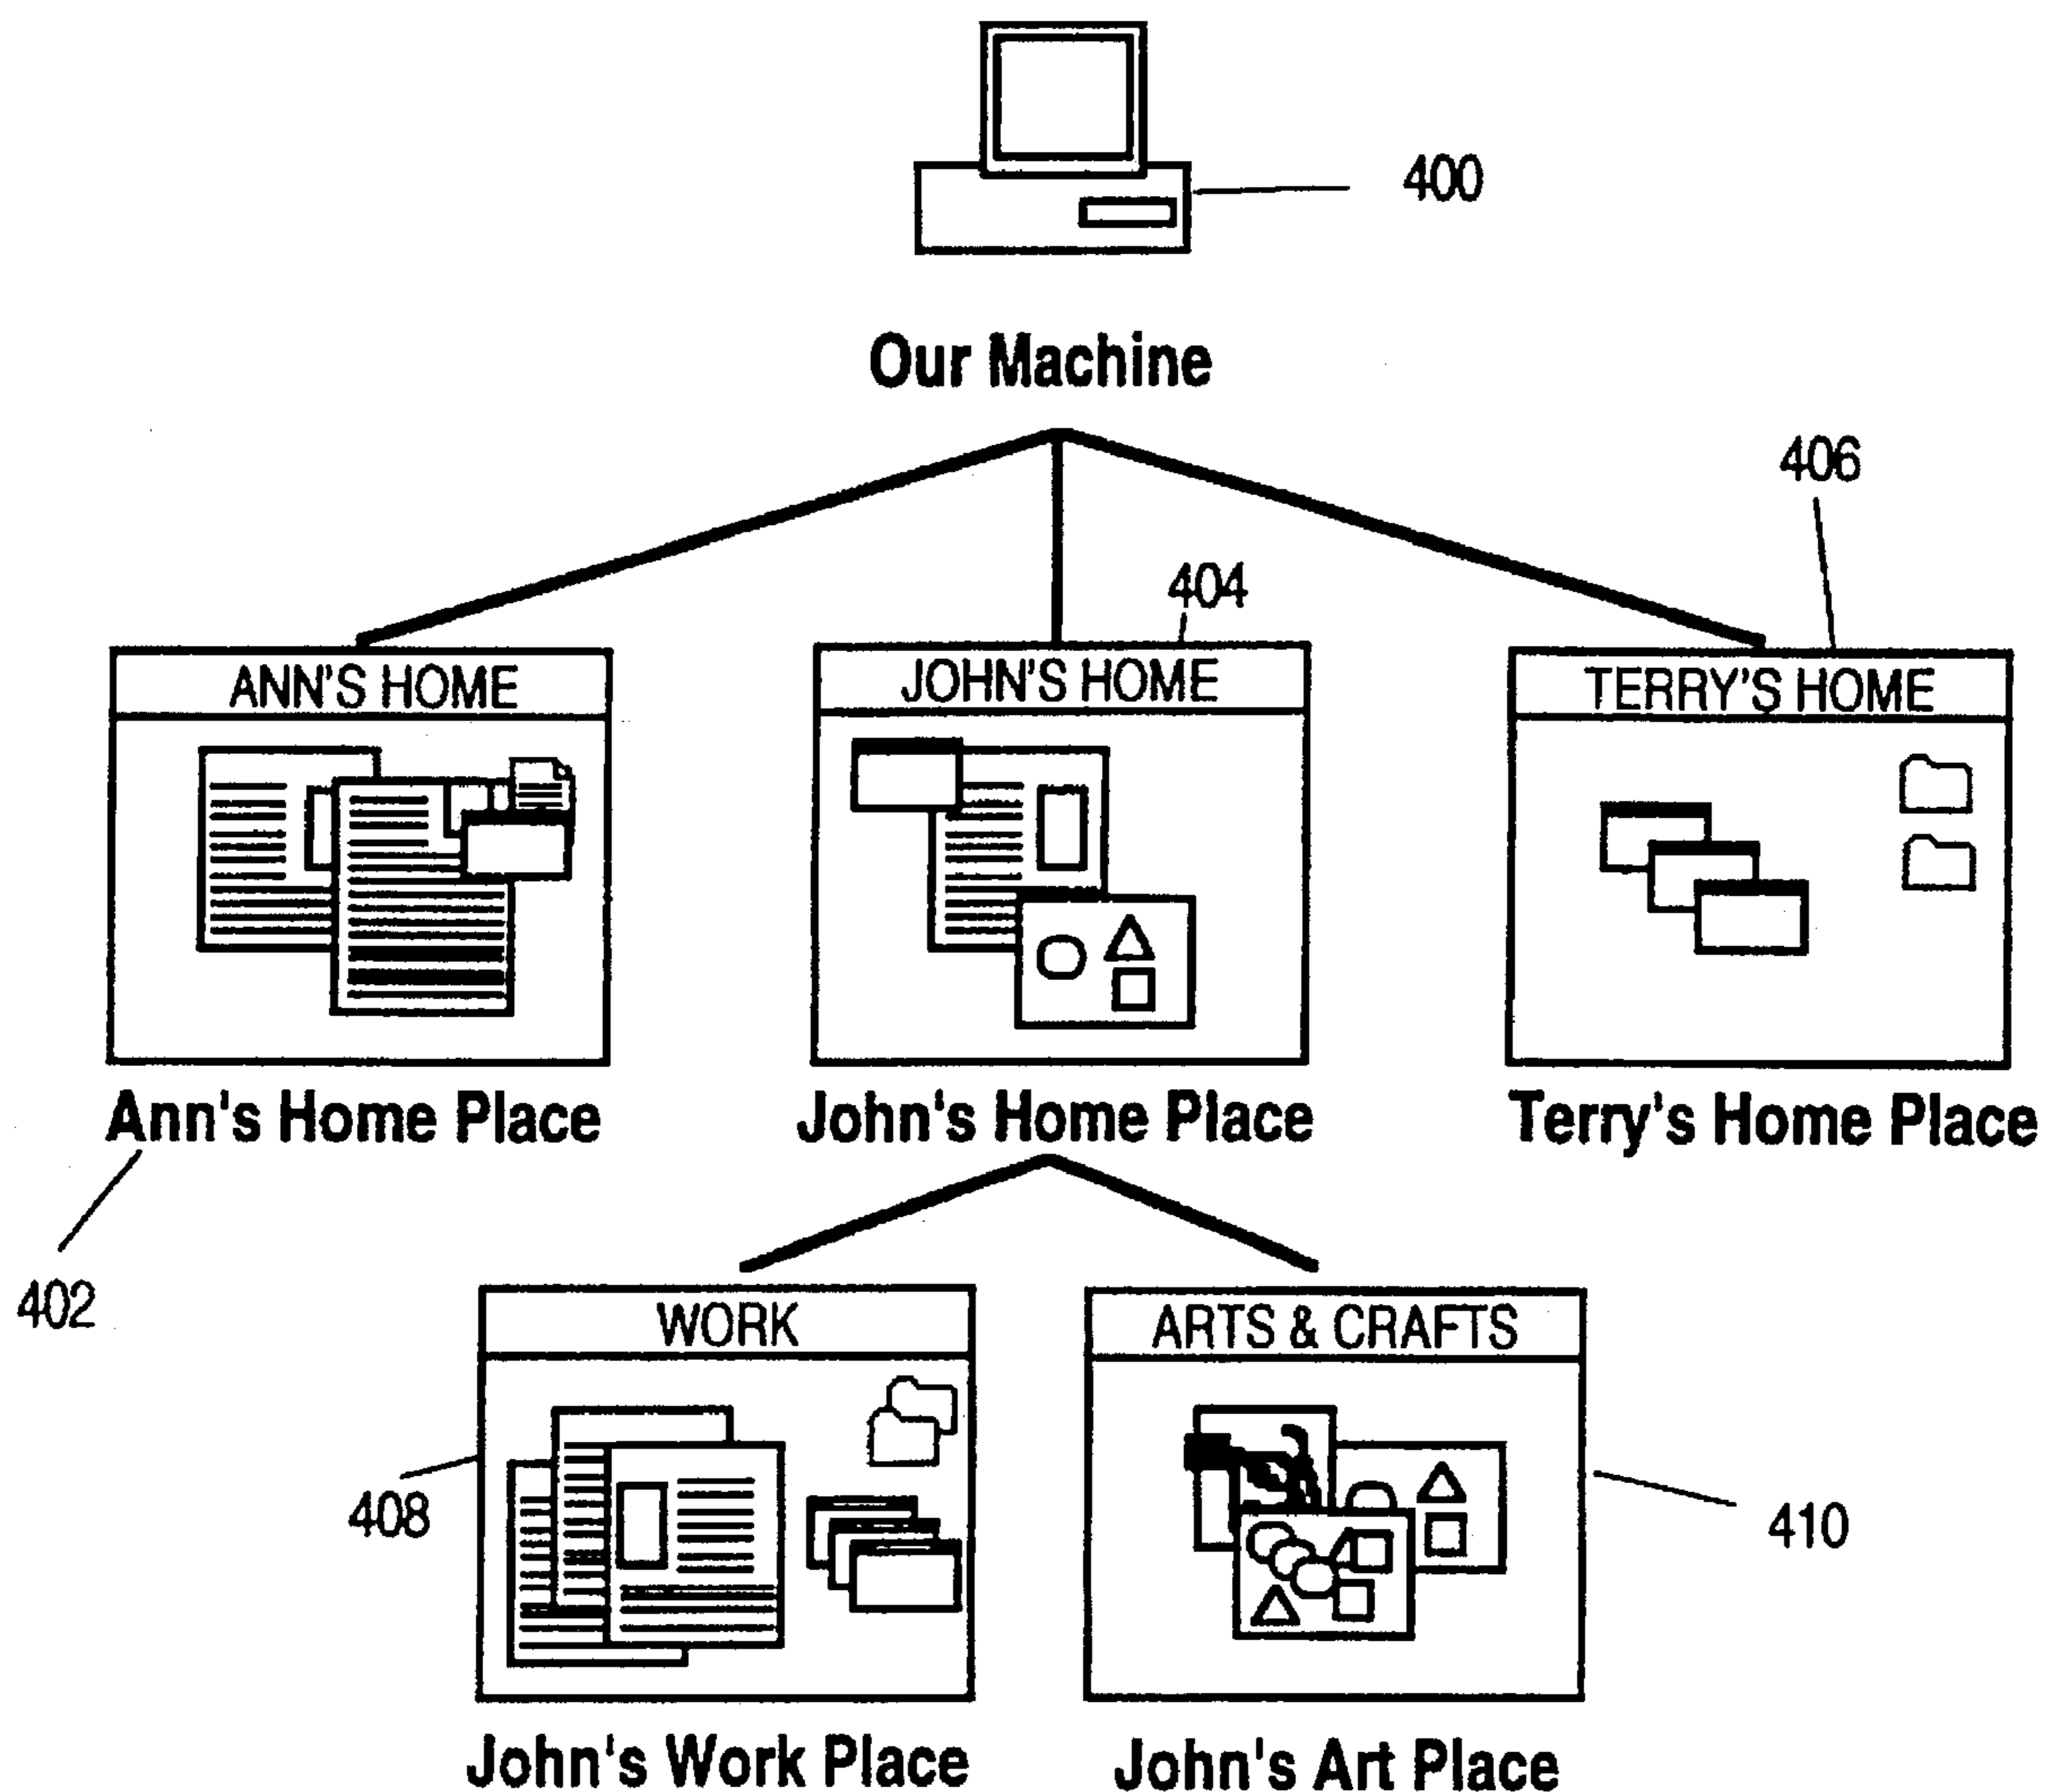 400
Our Machine
406
404
ANN'S HOME
JOHN'S HOME
TERRY'S HOME
Ann's Home Place
John's Home Place
Terry's Home Place
402
WORK
ARTS & CRAFTS
408
410
John's Work Place
John's Art Place